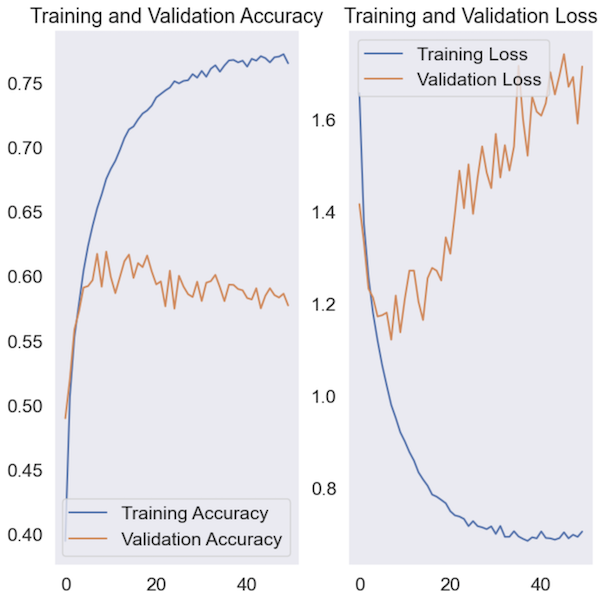 Training and Validation Accuracy
0.75
0.70
0.65
0.60
0.55
0.50
0.45
0.40
Training Accuracy
Validation Accuracy
0 20 40
Training and Validation Loss
Training Loss
Validation Loss
1.6
1.4
1.2
1.0
0.8
0 20 40